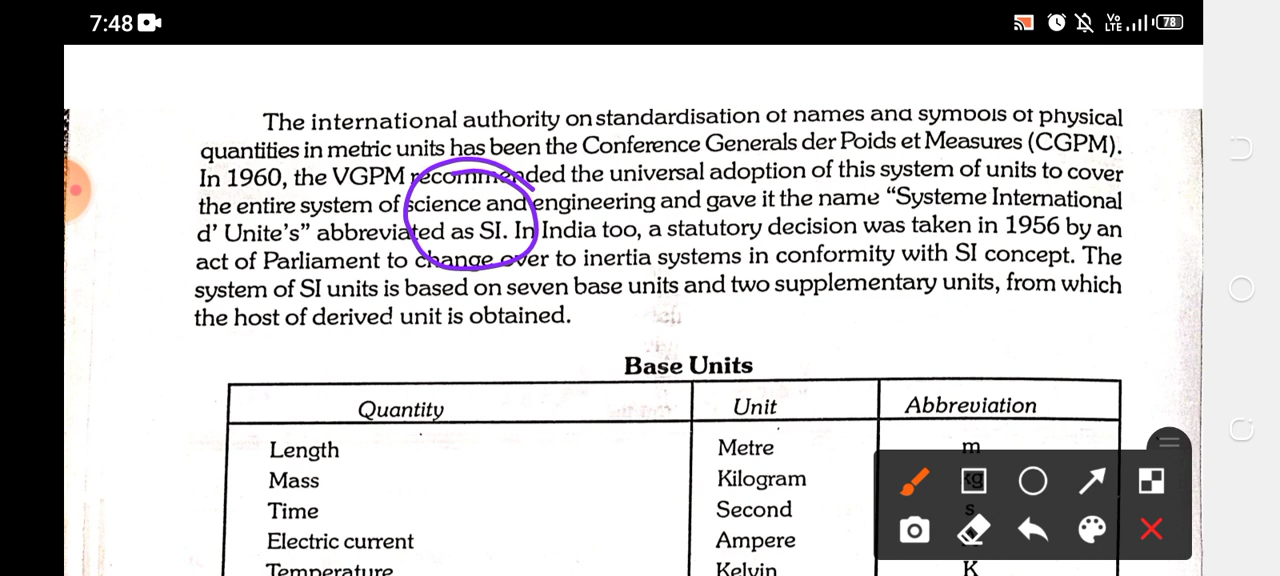 7:48
Vo
LTE
78
The international authority on standardisation of names and symbols of physical
quantities in metric units has been the Conference Generals der Poids et Measures (CGPM).
In 1960, the VGPM recommended the universal adoption of this system of units to cover
the entire system of science and engineering and gave it the name “Systeme International
d’ Unite’s” abbreviated as SI. In India too, a statutory decision was taken in 1956 by an
act of Parliament to change over to inertia systems in conformity with SI concept. The
system of SI units is based on seven base units and two supplementary units, from which
the host of derived unit is obtained.
Base Units
Quantity Unit Abbreviation
Length Metre m
Mass Kilogram kg
Time Second s
Electric current Ampere
Temperature Kelvin K